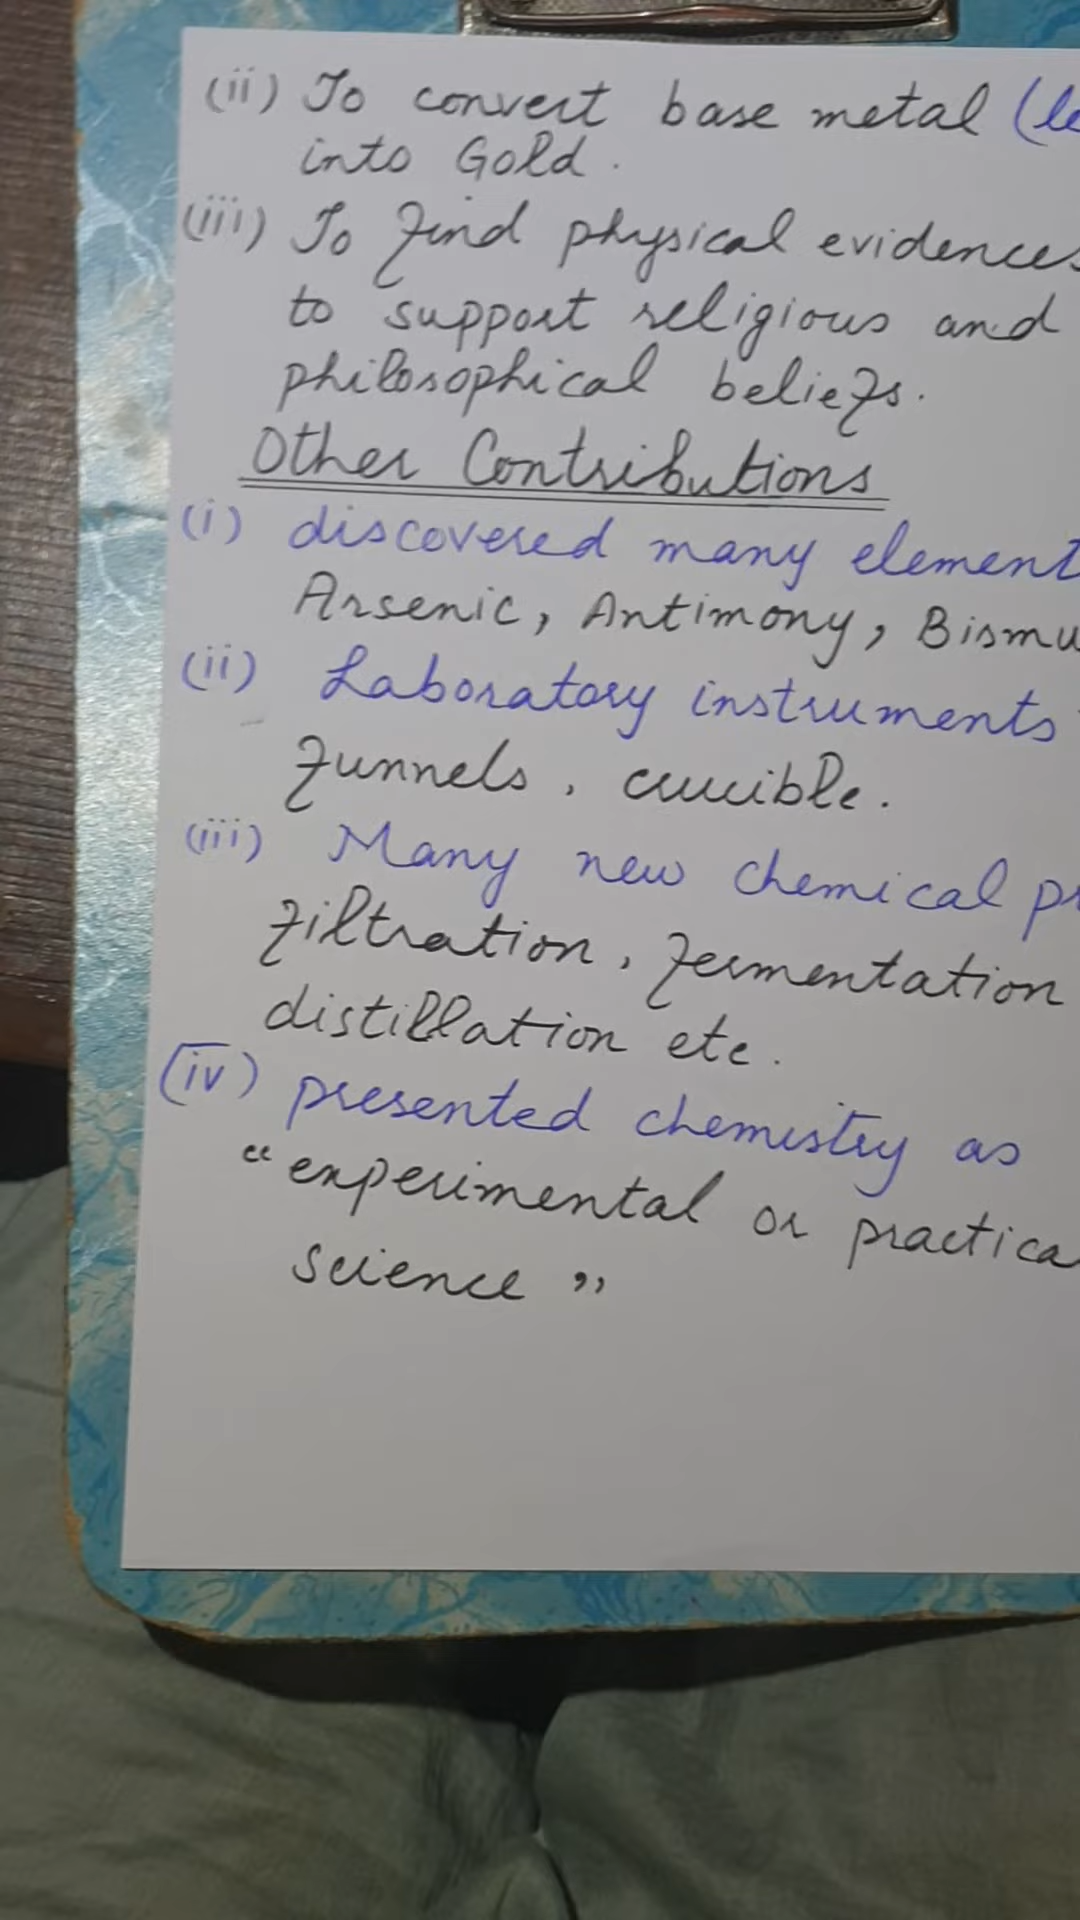 (ii) To convert base metal
into Gold.
(iii) To find physical evidences
to support religious and
philosophical beliefs.
Other Contributions
(i) discovered many element
Arsenic, Antimony, Bismu
(ii) Laboratory instruments
funnels, crucible.
(iii) Many new chemical
filtration, fermentation
distillation etc.
(iv) presented chemistry as
"experimental or practica
science"